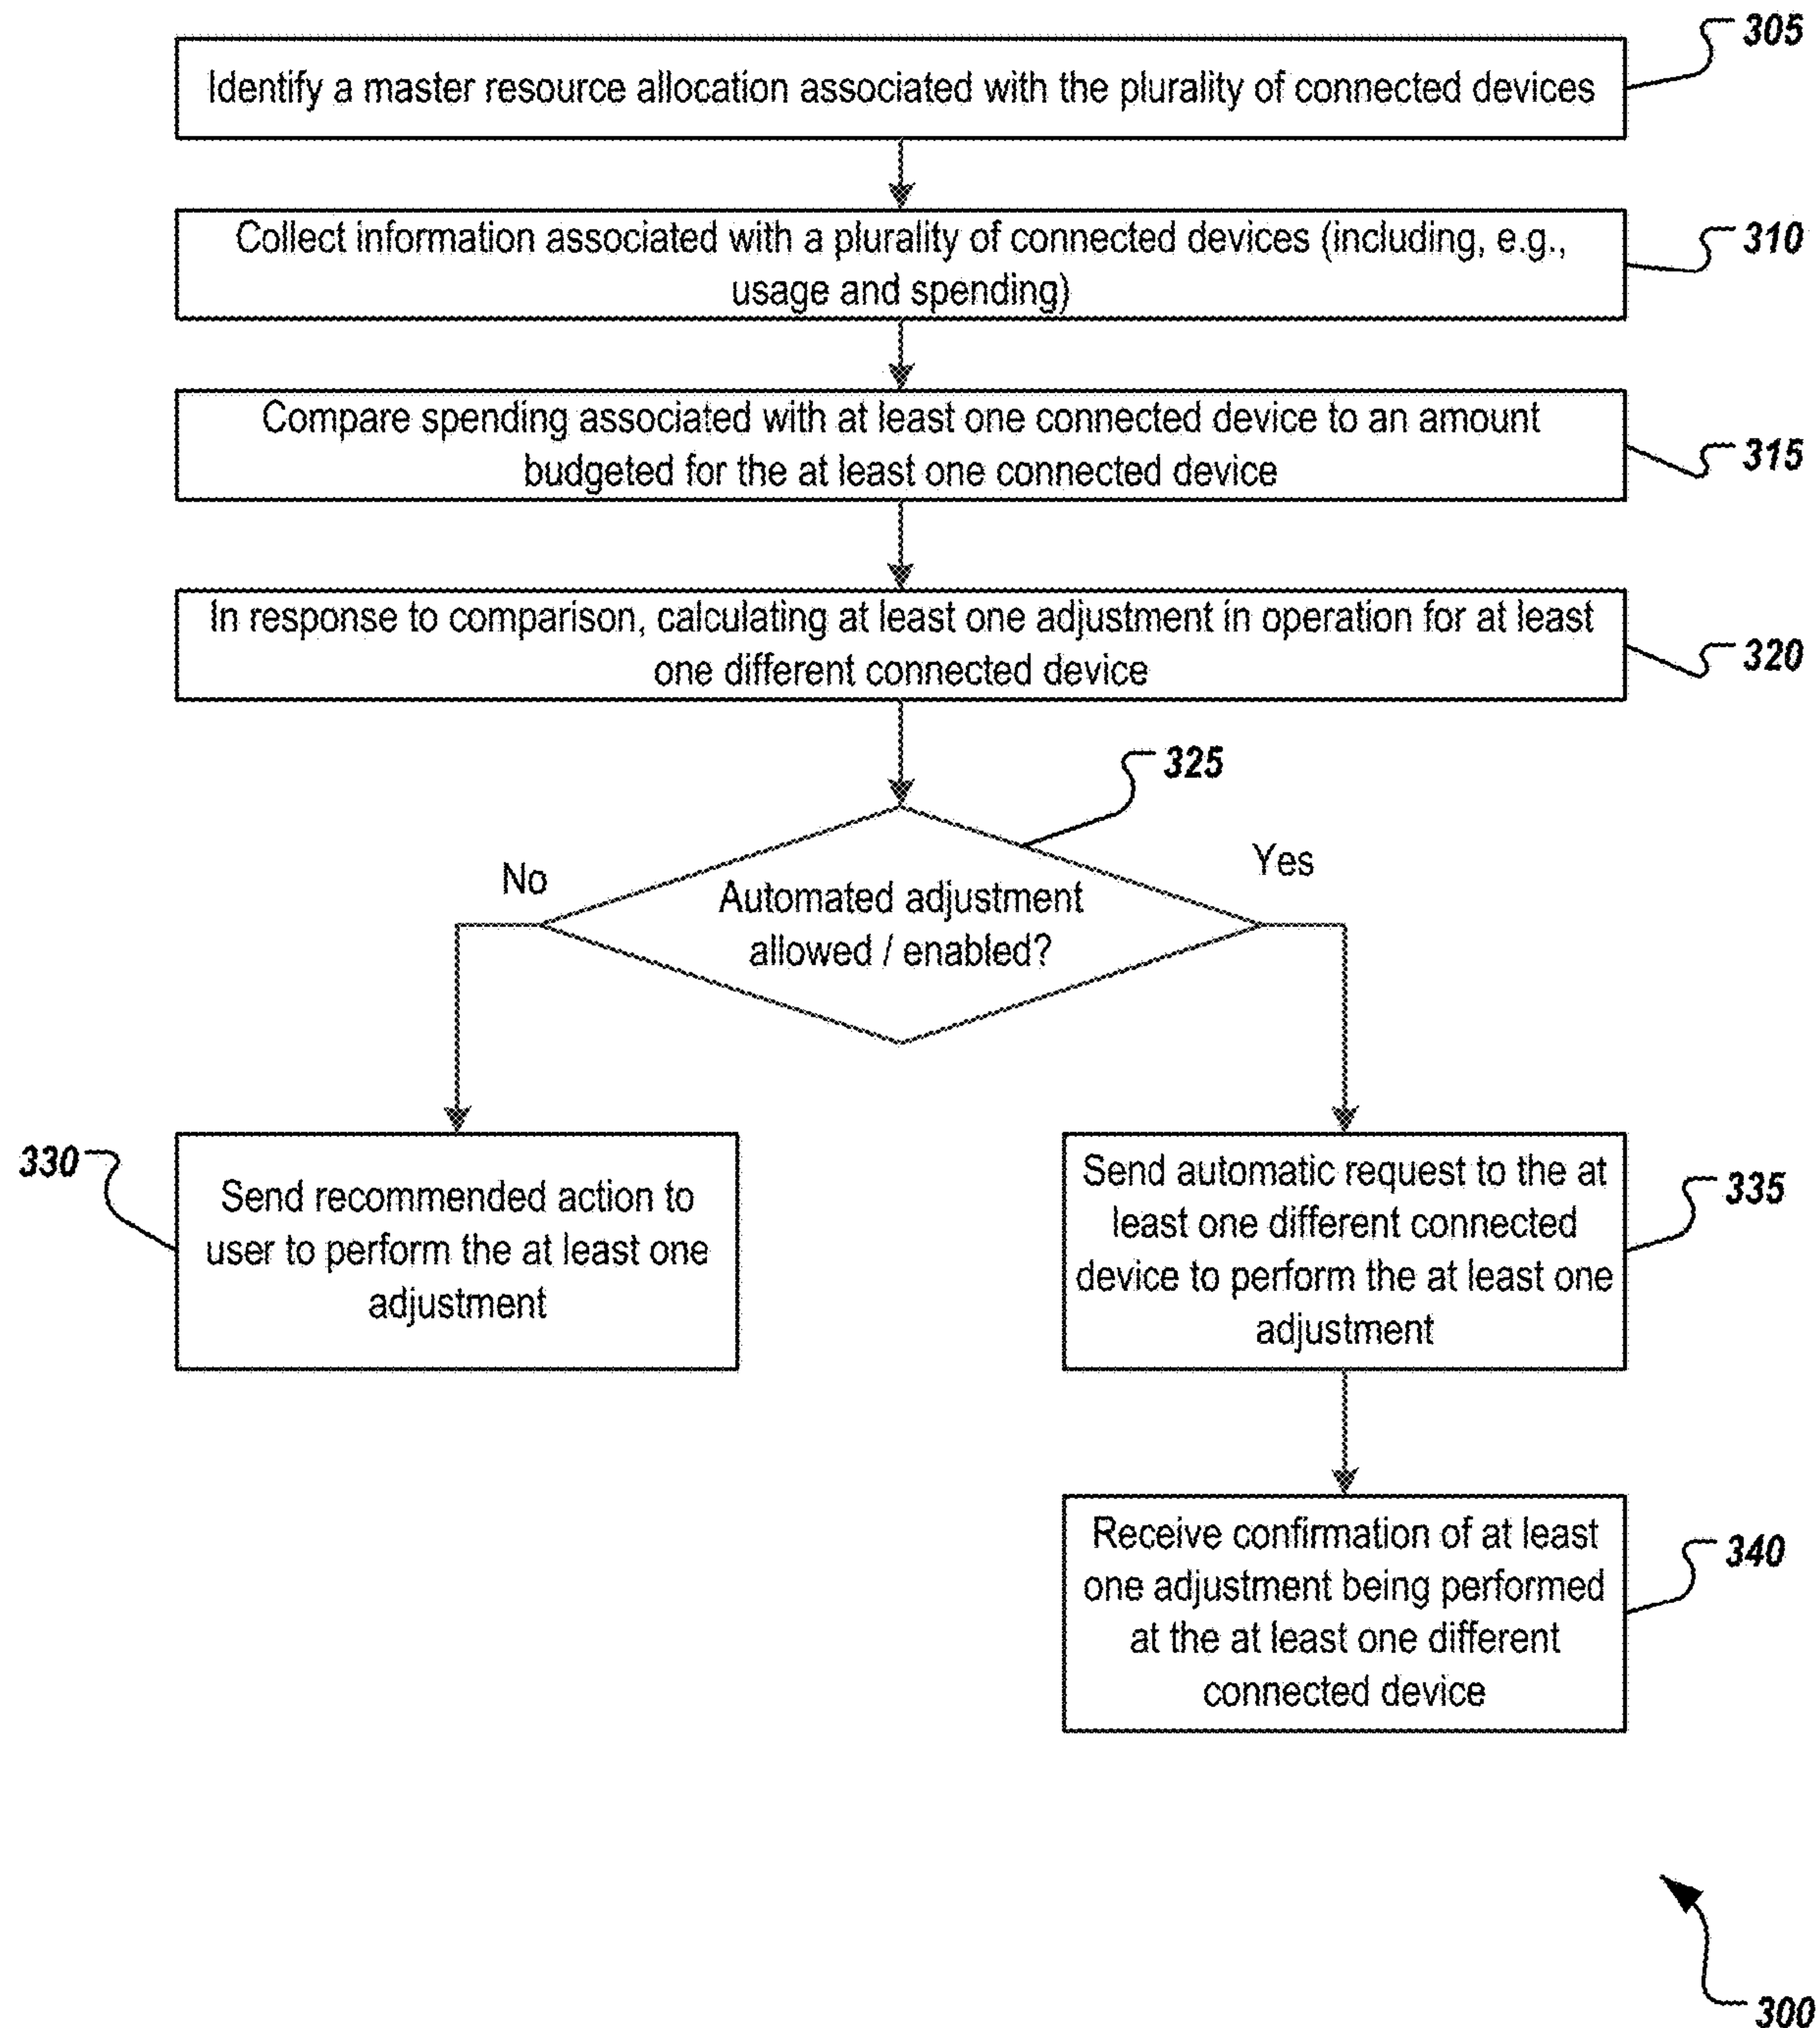 305
Identify a master resource allocation associated with the plurality of connected devices
Collect information associated with a plurality of connected devices (including, e.g.,
usage and spending)
310
Compare spending associated with at least one connected device to an amount
budgeted for the at least one connected device
315
In response to comparison, calculating at least one adjustment in operation for at least
one different connected device
320
325
No
Yes
Automated adjustment
allowed / enabled?
330
Send recommended action to
user to perform the at least one
adjustment
Send automatic request to the at
least one different connected
device to perform the at least one
adjustment
335
Receive confirmation of at least
one adjustment being performed
at the at least one different
connected device
340
300